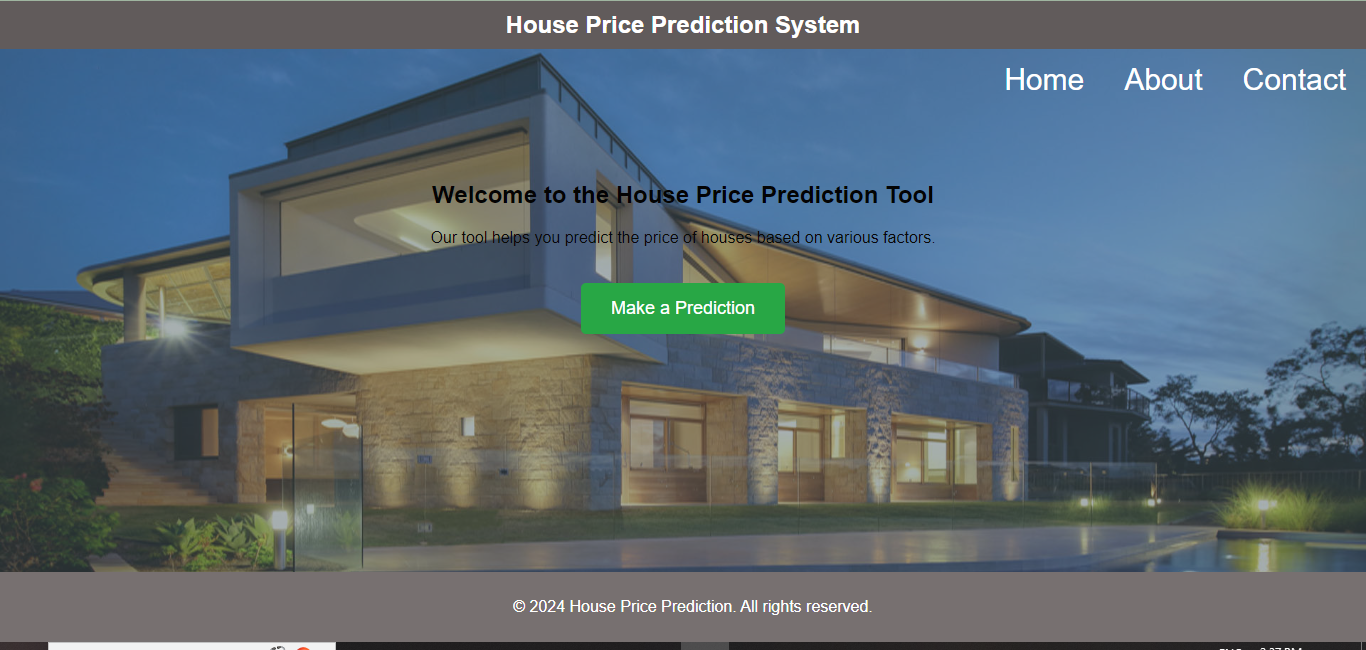 House Price Prediction System
Home About Contact
Welcome to the House Price Prediction Tool
Our tool helps you predict the price of houses based on various factors.
Make a Prediction
© 2024 House Price Prediction. All rights reserved.